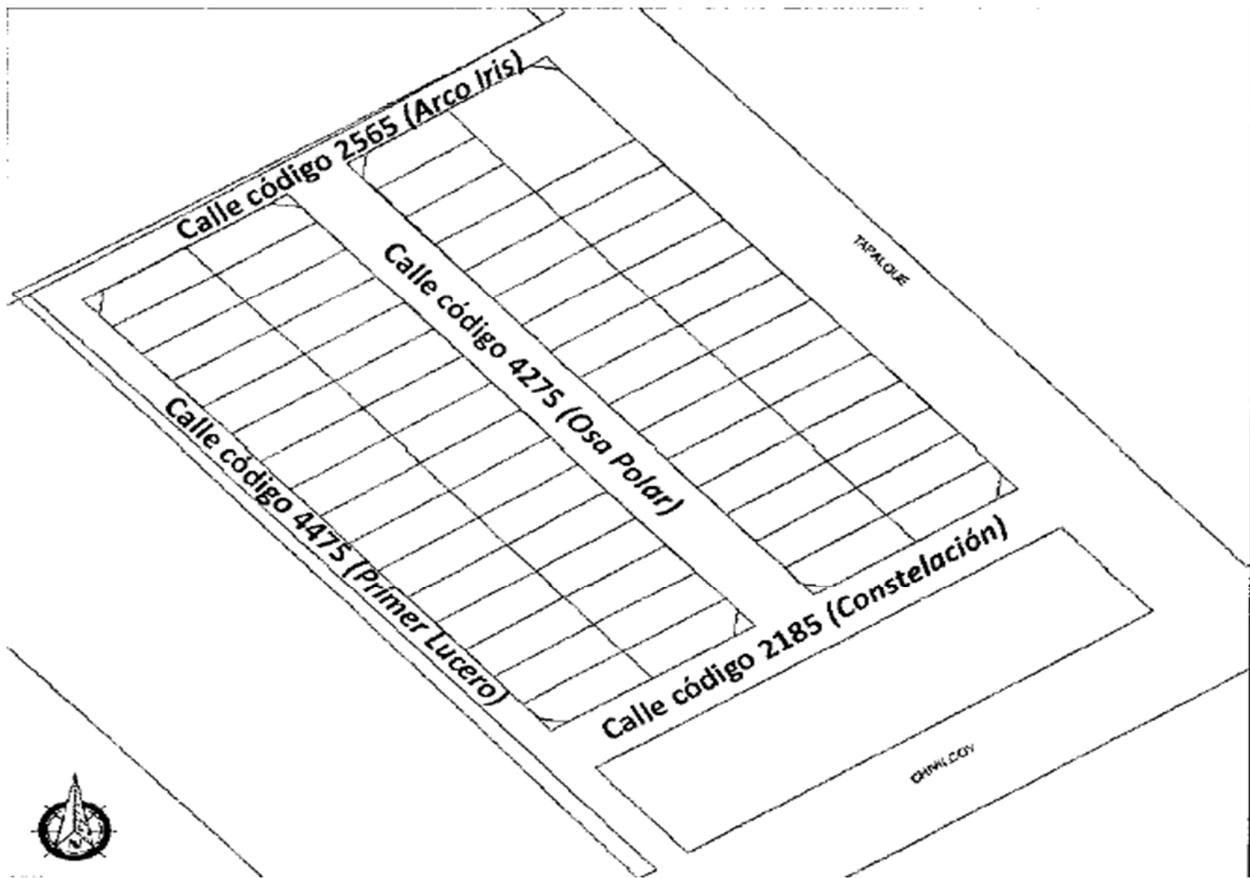 Calle código 2565 (Arco Iris)
TAPALQUE
Calle código 4275 (Osa Polar)
Calle código 4475 (Primer Lucero)
Calle código 2185 (Constelación)